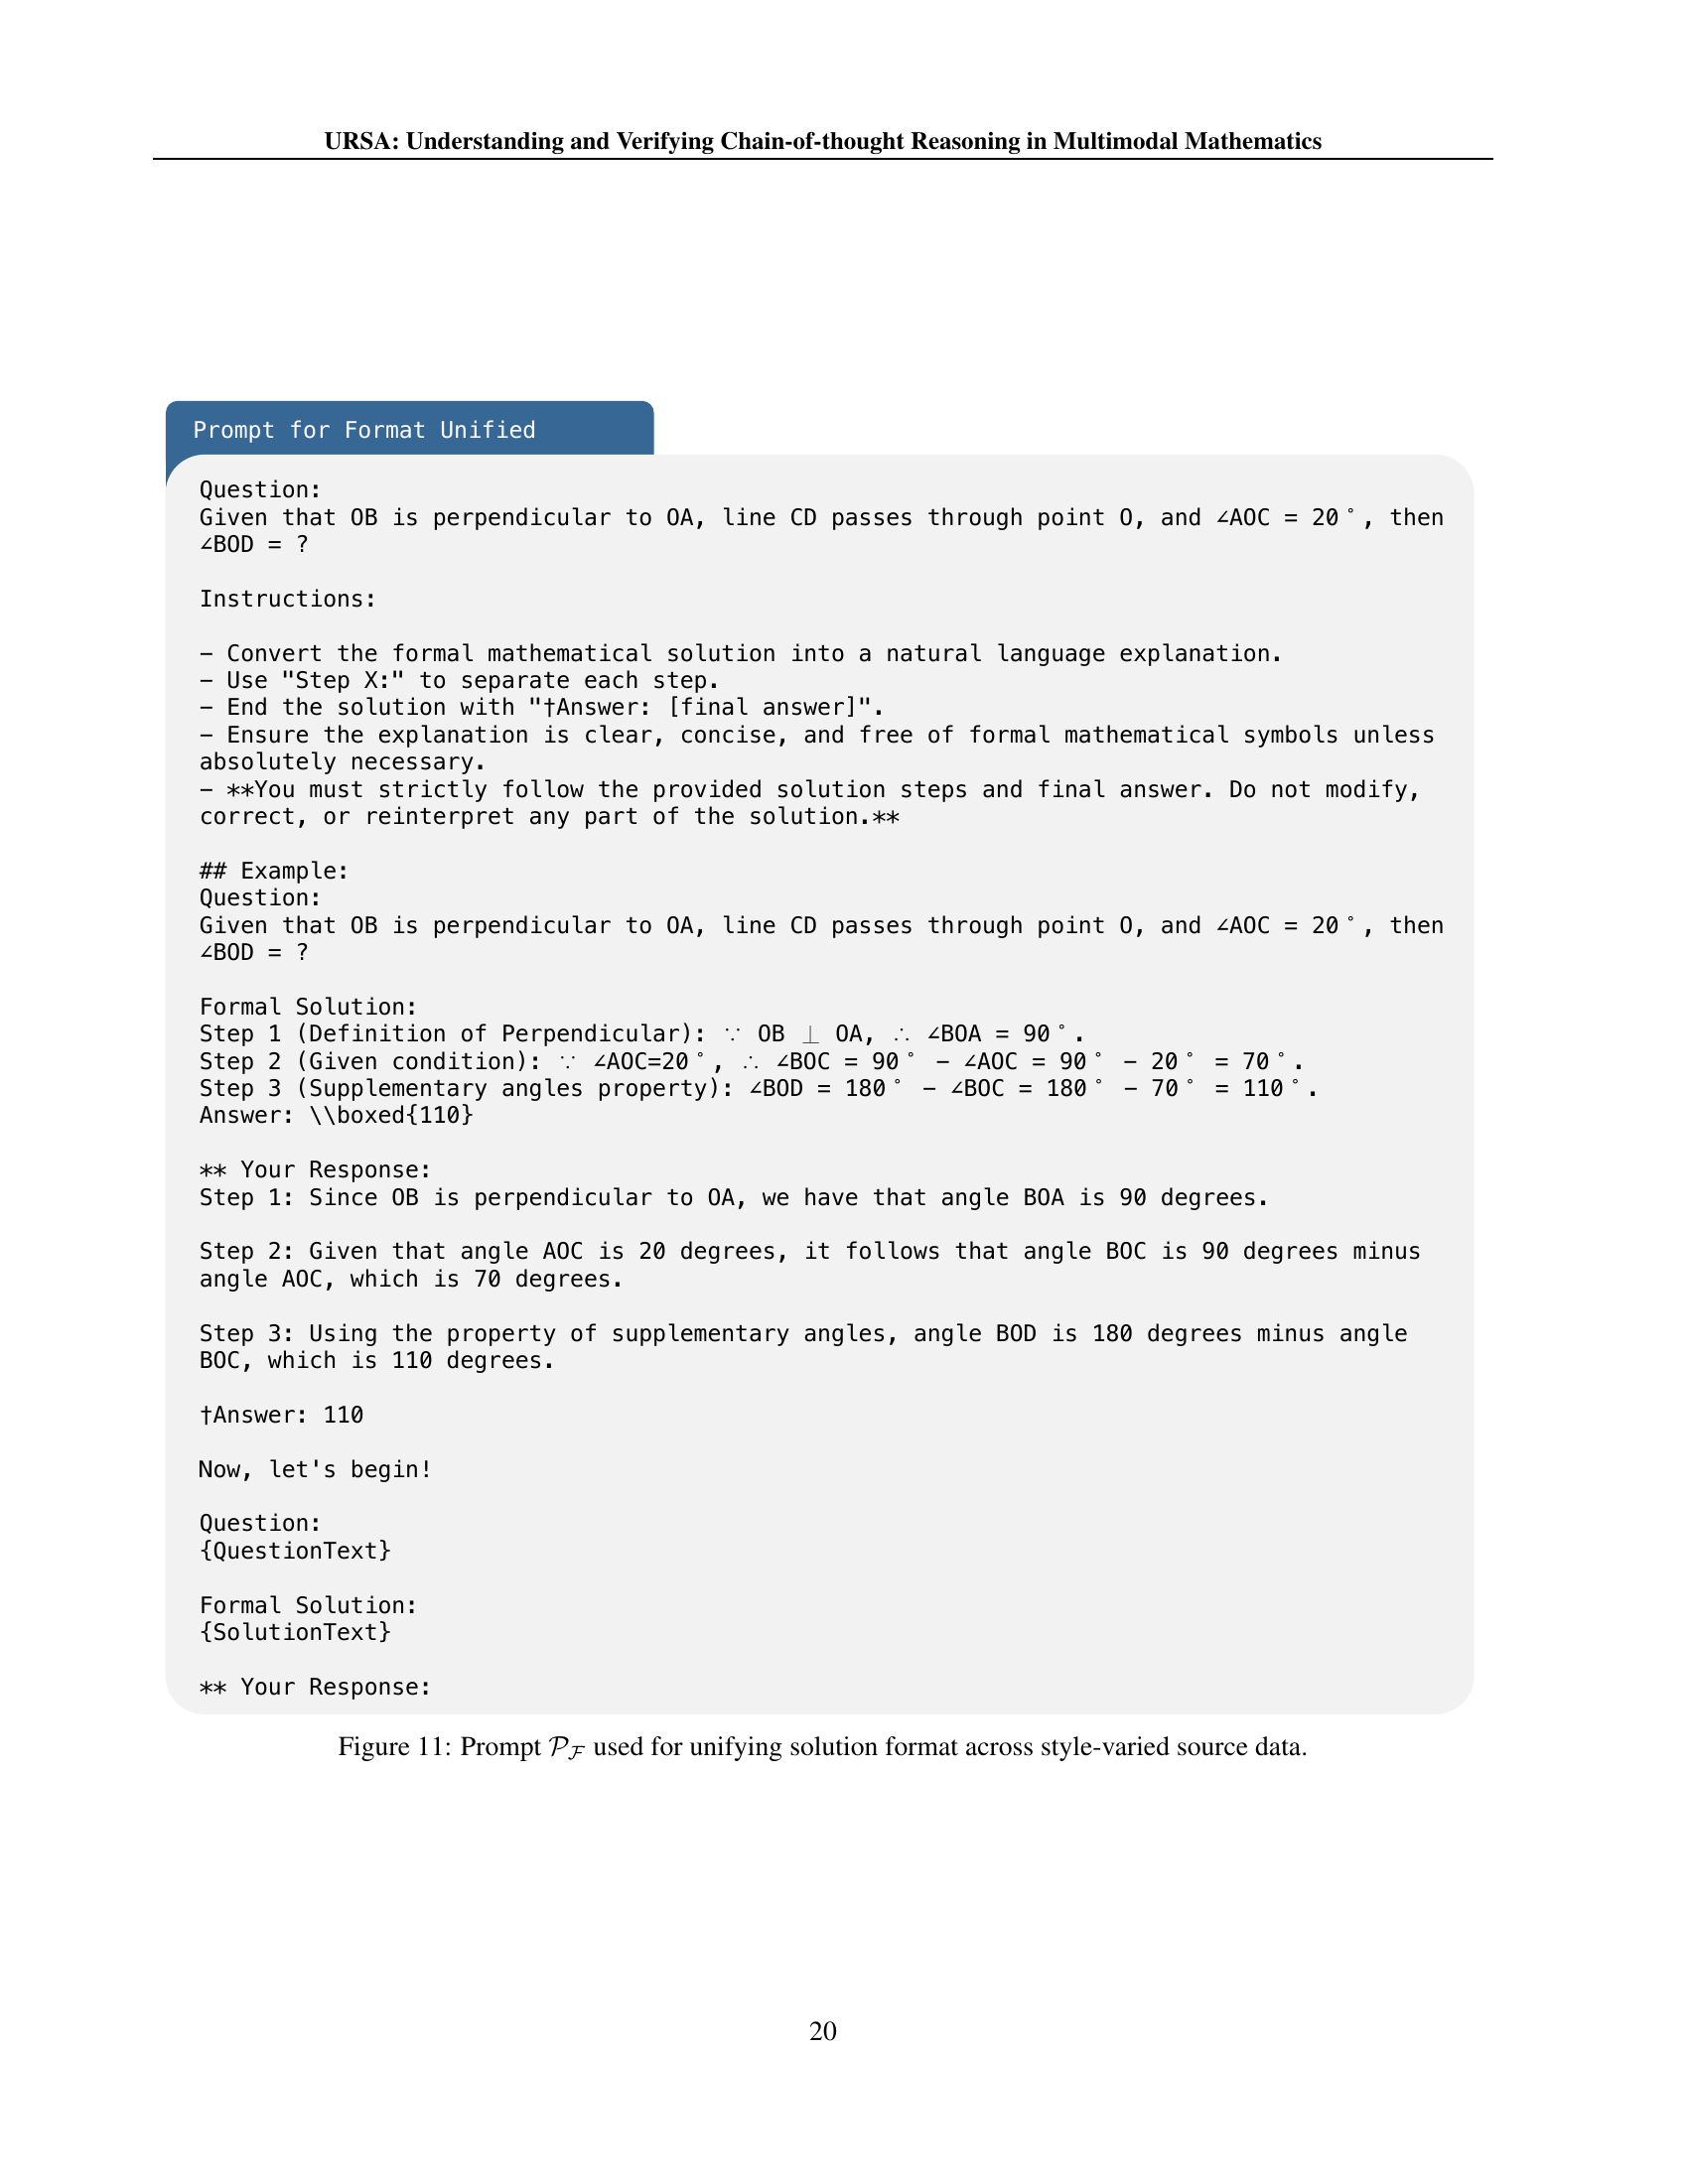 URSA: Understanding and Verifying Chain-of-thought Reasoning in Multimodal Mathematics
Prompt for Format Unified
Question:
Given that OB is perpendicular to OA, line CD passes through point O, and ∠AOC = 20°, then
∠BOD = ?
Instructions:
- Convert the formal mathematical solution into a natural language explanation.
- Use "Step X:" to separate each step.
- End the solution with "†Answer: [final answer]".
- Ensure the explanation is clear, concise, and free of formal mathematical symbols unless
absolutely necessary.
- **You must strictly follow the provided solution steps and final answer. Do not modify,
correct, or reinterpret any part of the solution.**
## Example:
Question:
Given that OB is perpendicular to OA, line CD passes through point O, and ∠AOC = 20°, then
∠BOD = ?
Formal Solution:
Step 1 (Definition of Perpendicular): ∵ OB ⊥ OA, ∴ ∠BOA = 90°.
Step 2 (Given condition): ∵ ∠AOC=20°, ∴ ∠BOC = 90° − ∠AOC = 90° − 20° = 70°.
Step 3 (Supplementary angles property): ∠BOD = 180° − ∠BOC = 180° − 70° = 110°.
Answer: \\boxed{110}
** Your Response:
Step 1: Since OB is perpendicular to OA, we have that angle BOA is 90 degrees.
Step 2: Given that angle AOC is 20 degrees, it follows that angle BOC is 90 degrees minus
angle AOC, which is 70 degrees.
Step 3: Using the property of supplementary angles, angle BOD is 180 degrees minus angle
BOC, which is 110 degrees.
†Answer: 110
Now, let's begin!
Question:
{QuestionText}
Formal Solution:
{SolutionText}
** Your Response:
Figure 11: Prompt 𝒫_ℱ used for unifying solution format across style-varied source data.
20